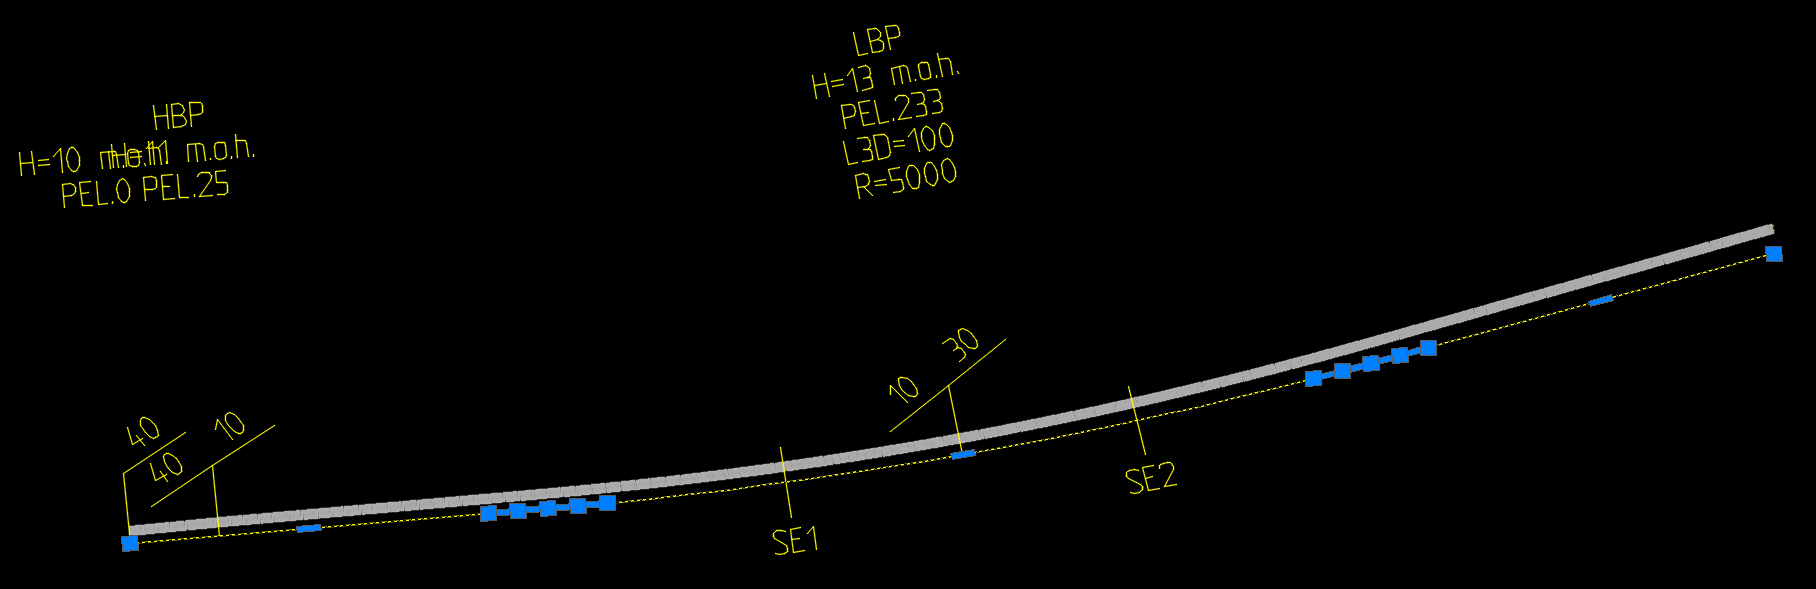 LBP
H=13 m.o.h.
PEL.233
L3D=100
R=5000
HBP
H=10 m.o.h.
H=11 m.o.h.
PEL.0 PEL.25
30
10
40
40
10
SE2
SE1